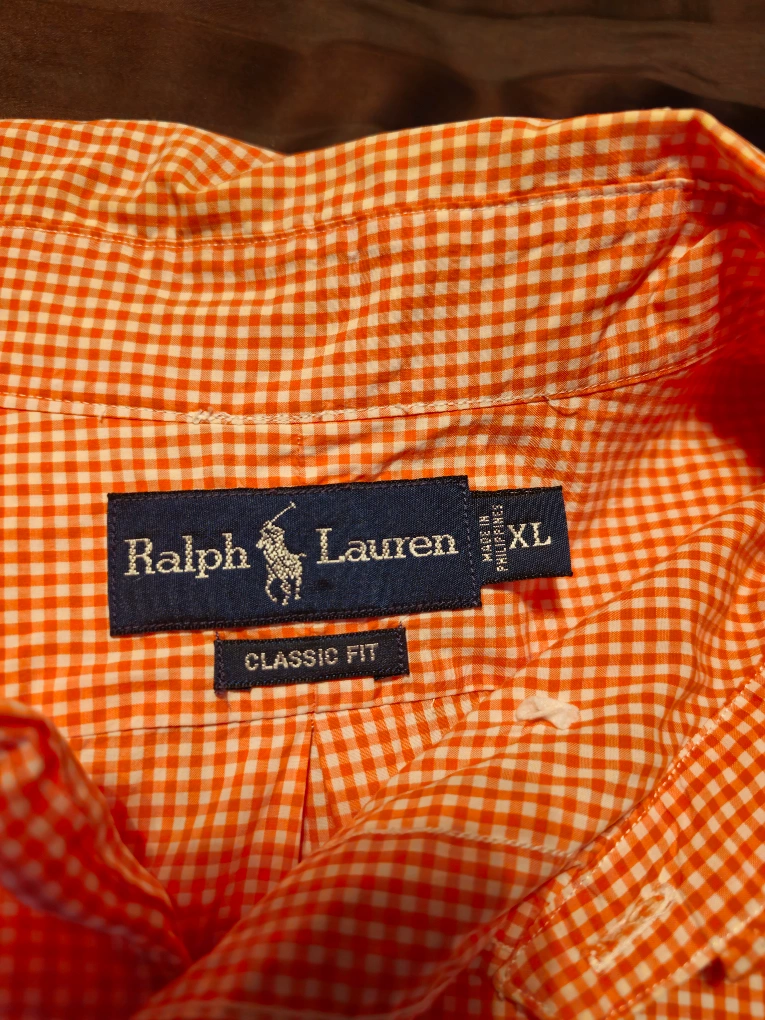 Ralph Lauren
MADE IN
PHILIPPINES
XL
CLASSIC FIT